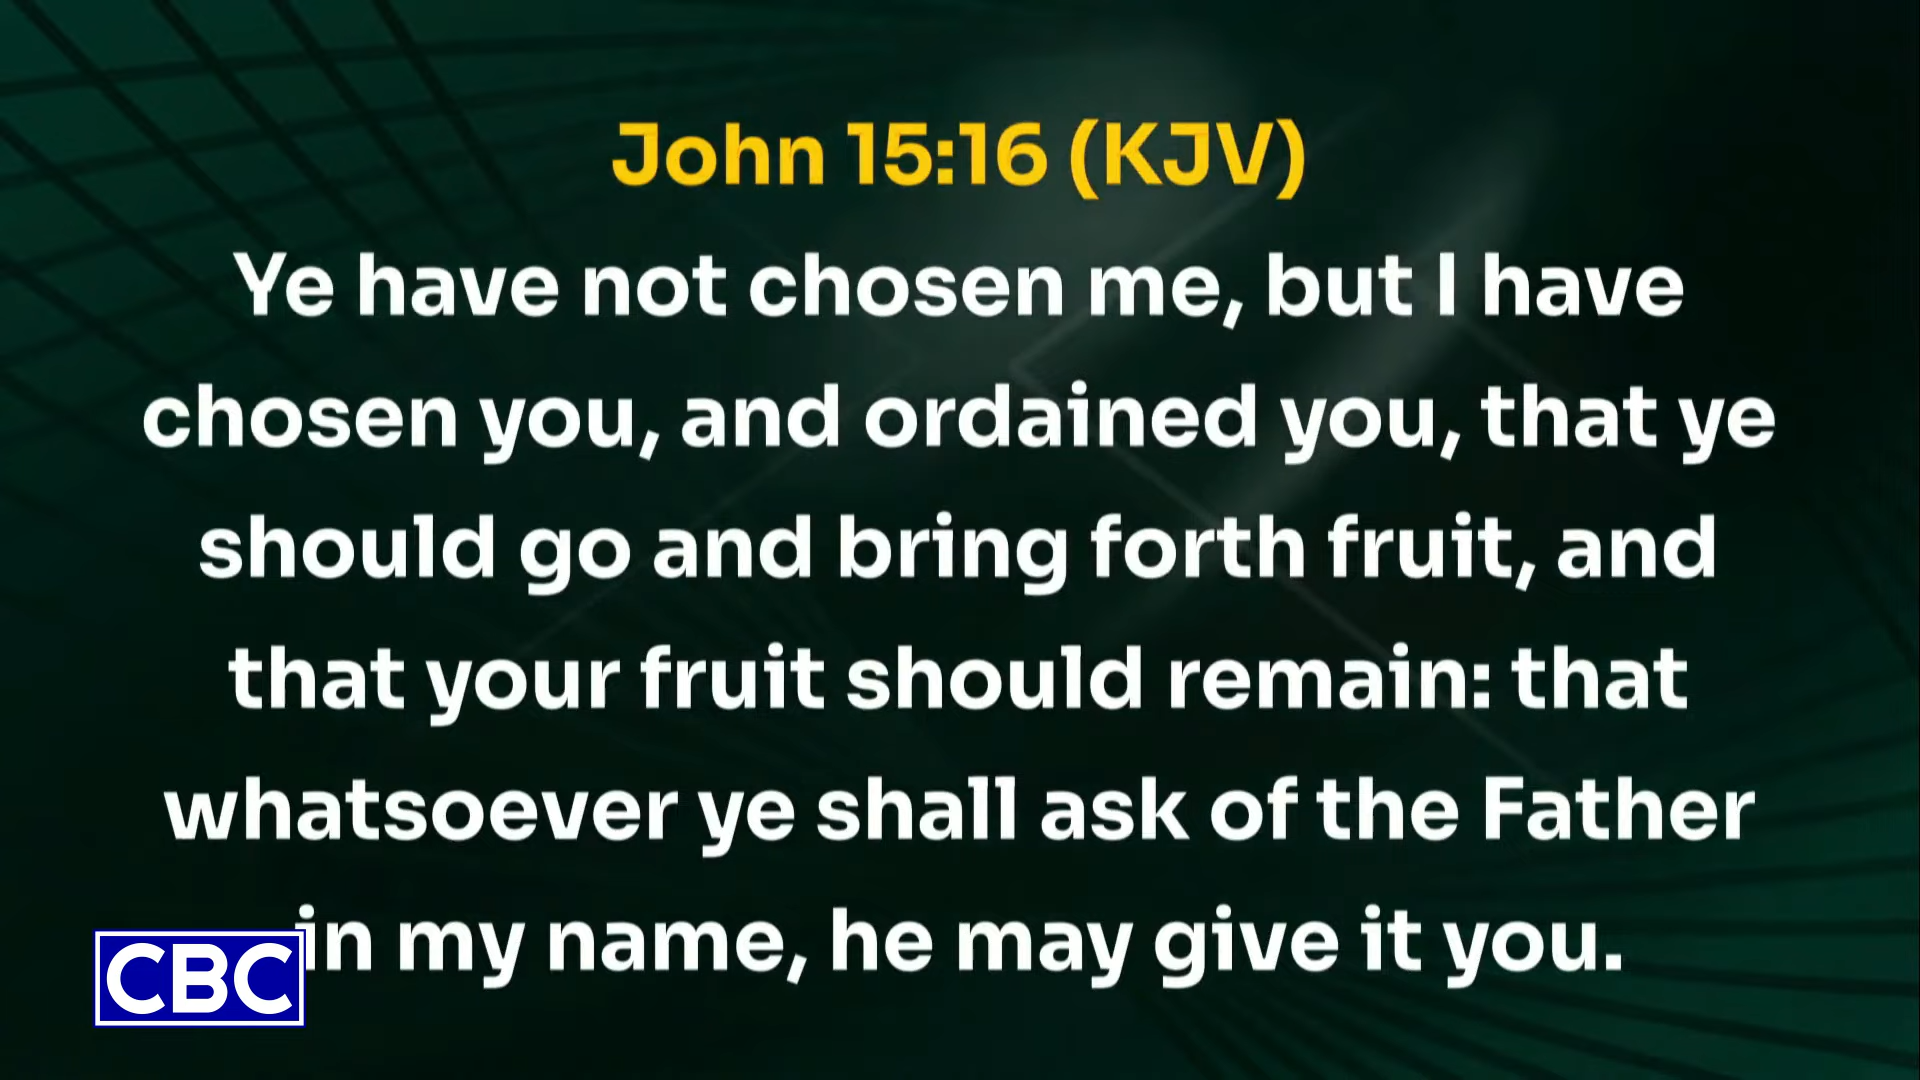 John 15:16 (KJV)
Ye have not chosen me, but I have
chosen you, and ordained you, that ye
should go and bring forth fruit, and
that your fruit should remain: that
whatsoever ye shall ask of the Father
in my name, he may give it you.
CBC